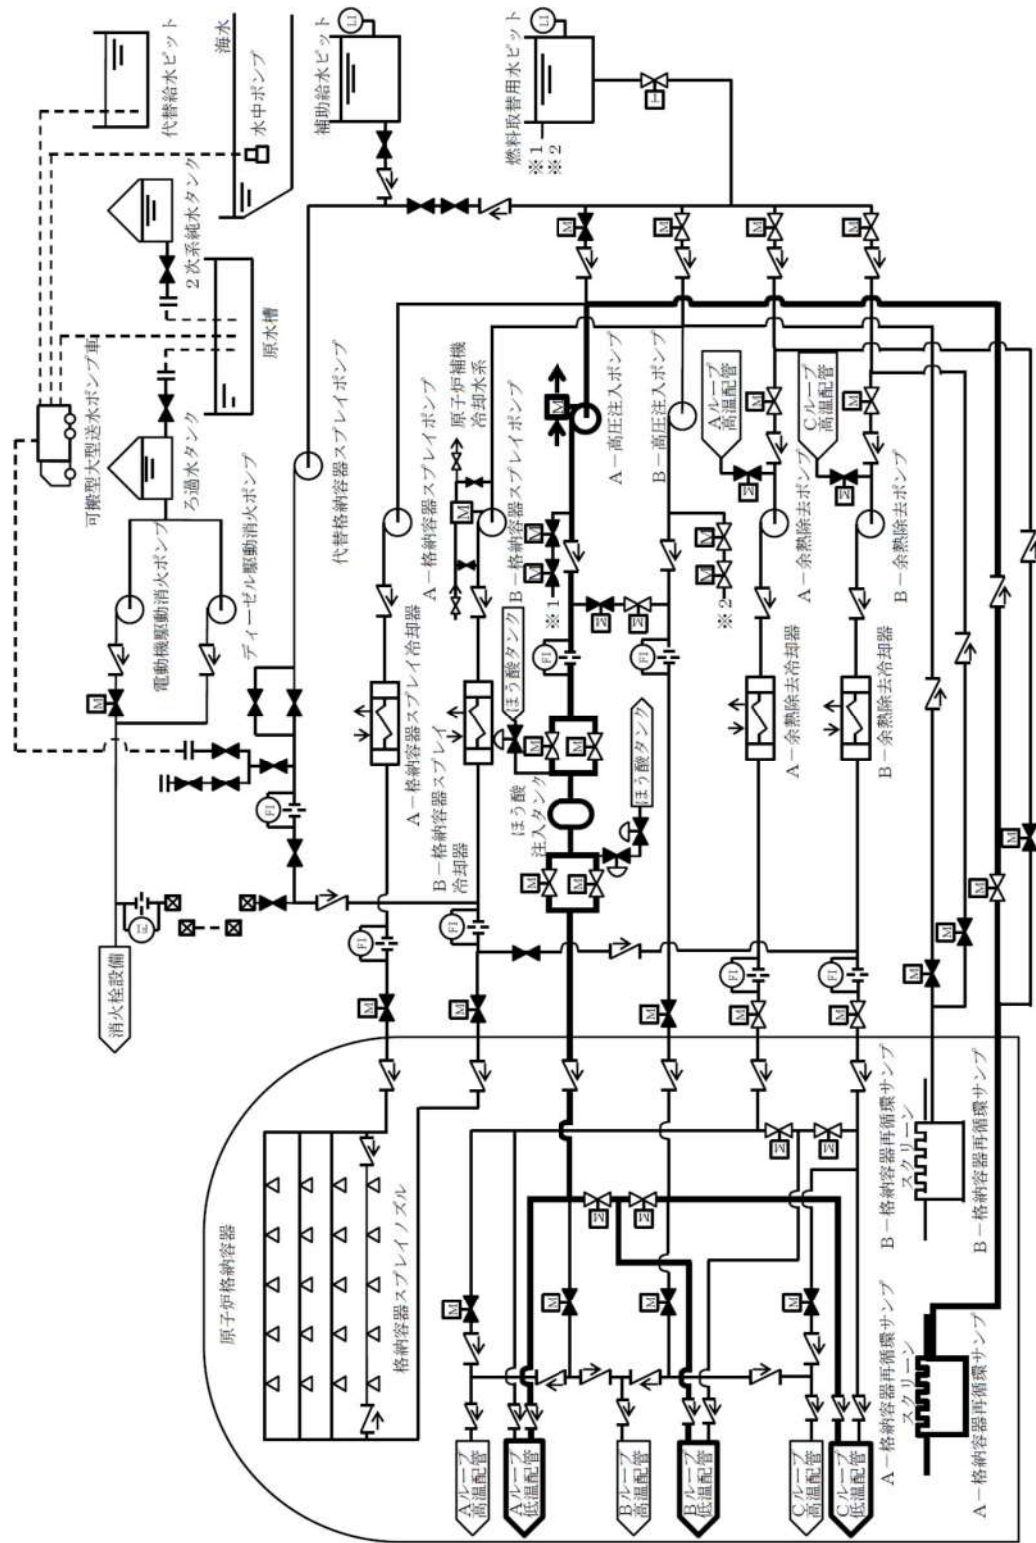 代替給水ピット
海水
水中ポンプ
補助給水ピット
LI
燃料取替用水ピット
LI
※1
※2
可搬型大型送水ポンプ車
2次系純水タンク
原水槽
ろ過水タンク
電動機駆動消火ポンプ
ディーゼル駆動消火ポンプ
代替格納容器スプレイポンプ
A-格納容器スプレイポンプ
原子炉補機
冷却水系
B-格納容器スプレイポンプ
A-高圧注入ポンプ
B-高圧注入ポンプ
Aループ
高温配管
Cループ
高温配管
A-余熱除去ポンプ
B-余熱除去ポンプ
※1
※2
A-格納容器スプレイ冷却器
B-格納容器スプレイ
冷却器
ほう酸タンク
ほう酸
注入タンク
ほう酸タンク
A-余熱除去冷却器
B-余熱除去冷却器
FI
FI
FI
FI
FI
FI
FI
FI
消火栓設備
原子炉格納容器
格納容器スプレイノズル
Aループ
高温配管
Aループ
低温配管
Bループ
高温配管
Bループ
低温配管
Cループ
高温配管
Cループ
低温配管
B-格納容器再循環サンプ
スクリーン
B-格納容器再循環サンプ
A-格納容器再循環サンプ
スクリーン
A-格納容器再循環サンプ